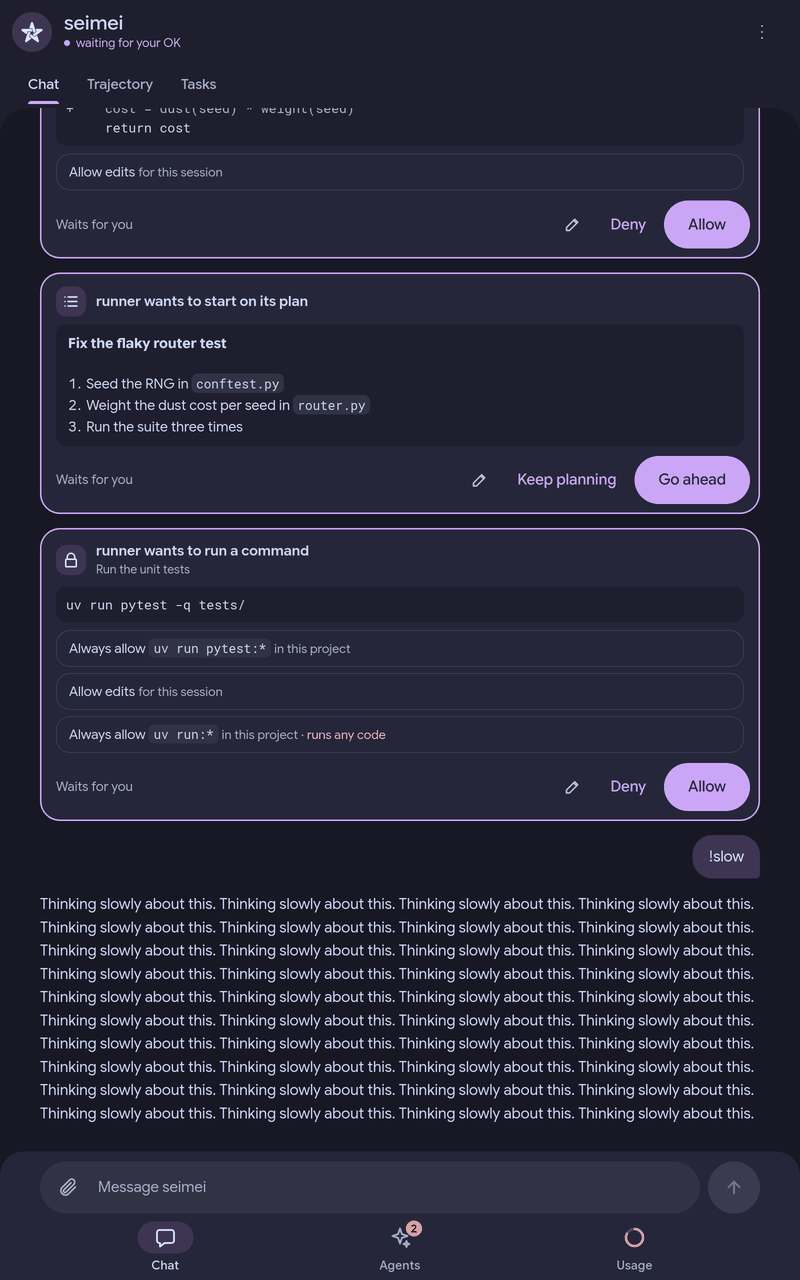 seimei
waiting for your OK
Chat
Trajectory
Tasks
+ cost = dust(seed) * weight(seed)
return cost
Allow edits for this session
Waits for you
Deny
Allow
runner wants to start on its plan
Fix the flaky router test
1. Seed the RNG in conftest.py
2. Weight the dust cost per seed in router.py
3. Run the suite three times
Waits for you
Keep planning
Go ahead
runner wants to run a command
Run the unit tests
uv run pytest -q tests/
Always allow uv run pytest:* in this project
Allow edits for this session
Always allow uv run:* in this project · runs any code
Waits for you
Deny
Allow
!slow
Thinking slowly about this. Thinking slowly about this. Thinking slowly about this. Thinking slowly about this.
Thinking slowly about this. Thinking slowly about this. Thinking slowly about this. Thinking slowly about this.
Thinking slowly about this. Thinking slowly about this. Thinking slowly about this. Thinking slowly about this.
Thinking slowly about this. Thinking slowly about this. Thinking slowly about this. Thinking slowly about this.
Thinking slowly about this. Thinking slowly about this. Thinking slowly about this. Thinking slowly about this.
Thinking slowly about this. Thinking slowly about this. Thinking slowly about this. Thinking slowly about this.
Thinking slowly about this. Thinking slowly about this. Thinking slowly about this. Thinking slowly about this.
Thinking slowly about this. Thinking slowly about this. Thinking slowly about this. Thinking slowly about this.
Thinking slowly about this. Thinking slowly about this. Thinking slowly about this. Thinking slowly about this.
Thinking slowly about this. Thinking slowly about this. Thinking slowly about this. Thinking slowly about this.
Message seimei
2
Chat
Agents
Usage